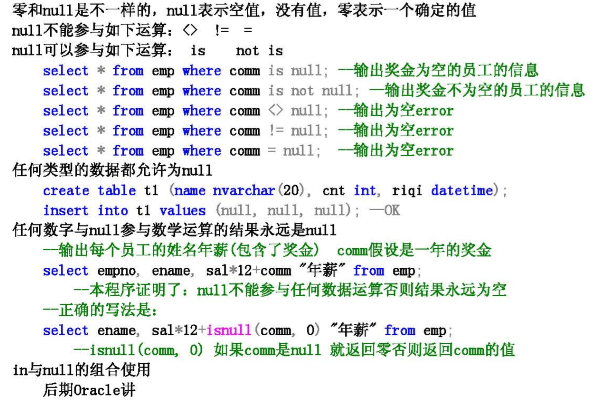 零和null是不一样的，null表示空值，没有值，零表示一个确定的值
null不能参与如下运算：<> != =
null可以参与如下运算： is not is
select * from emp where comm is null; --输出奖金为空的员工的信息
select * from emp where comm is not null; --输出奖金不为空的员工的信息
select * from emp where comm <> null; --输出为空error
select * from emp where comm != null; --输出为空error
select * from emp where comm = null; --输出为空error
任何类型的数据都允许为null
create table t1 (name nvarchar(20), cnt int, riqi datetime);
insert into t1 values (null, null, null); --OK
任何数字与null参与数学运算的结果永远是null
--输出每个员工的姓名年薪(包含了奖金) comm假设是一年的奖金
select empno, ename, sal*12+comm "年薪" from emp;
--本程序证明了：null不能参与任何数据运算否则结果永远为空
--正确的写法是：
select ename, sal*12+isnull(comm, 0) "年薪" from emp;
--isnull(comm, 0) 如果comm是null 就返回零否则返回comm的值
in与null的组合使用
后期Oracle讲